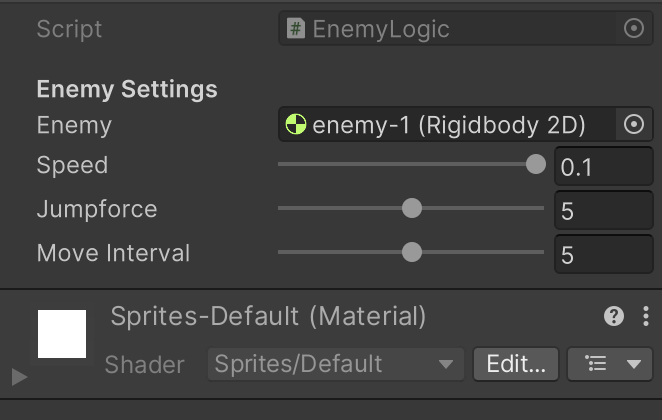 Script # EnemyLogic
Enemy Settings
Enemy enemy-1 (Rigidbody 2D)
Speed 0.1
Jumpforce 5
Move Interval 5
Sprites-Default (Material) ?
Shader Sprites/Default Edit...